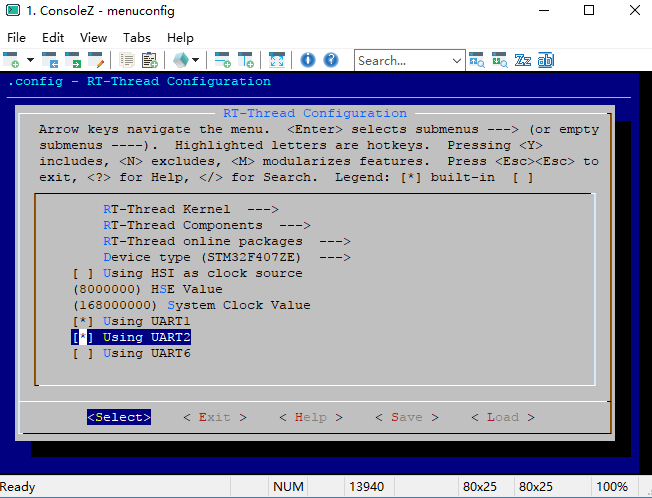 1. ConsoleZ - menuconfig
File Edit View Tabs Help
Search...
.config - RT-Thread Configuration
RT-Thread Configuration
Arrow keys navigate the menu.  <Enter> selects submenus ---> (or empty
submenus ----).  Highlighted letters are hotkeys.  Pressing <Y>
includes, <N> excludes, <M> modularizes features.  Press <Esc><Esc> to
exit, <?> for Help, </> for Search.  Legend: [*] built-in  [ ]
RT-Thread Kernel  --->
RT-Thread Components  --->
RT-Thread online packages  --->
Device type (STM32F407ZE)  --->
[ ] Using HSI as clock source
(8000000) HSE Value
(168000000) System Clock Value
[*] Using UART1
[*] Using UART2
[ ] Using UART6
<Select> < Exit > < Help > < Save > < Load >
Ready NUM 13940 80x25 80x25 100%